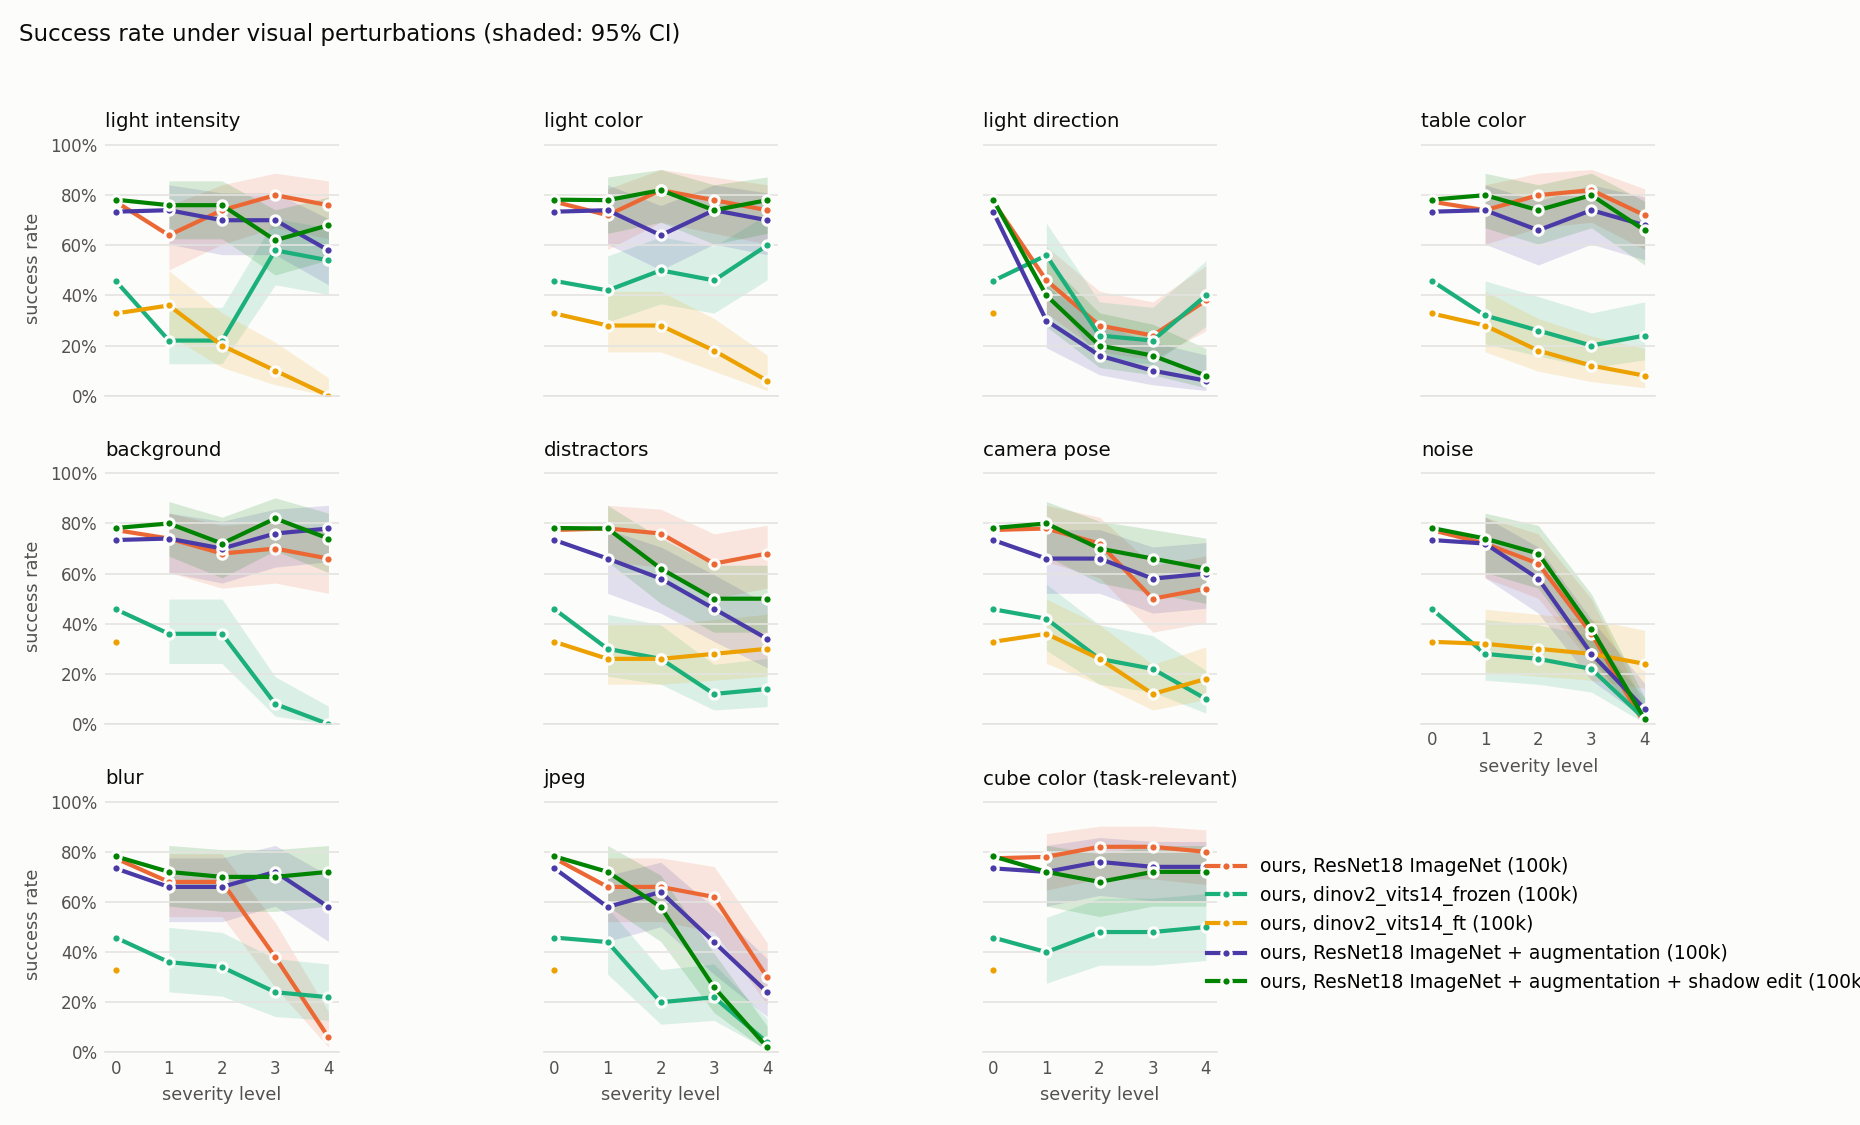 Success rate under visual perturbations (shaded: 95% CI)
light intensity
light color
light direction
table color
100%
80%
60%
40%
20%
0%
success rate
background
distractors
camera pose
noise
100%
80%
60%
40%
20%
0%
success rate
0 1 2 3 4
severity level
blur
jpeg
cube color (task-relevant)
100%
80%
60%
40%
20%
0%
success rate
0 1 2 3 4
severity level
0 1 2 3 4
severity level
0 1 2 3 4
severity level
ours, ResNet18 ImageNet (100k)
ours, dinov2_vits14_frozen (100k)
ours, dinov2_vits14_ft (100k)
ours, ResNet18 ImageNet + augmentation (100k)
ours, ResNet18 ImageNet + augmentation + shadow edit (100k